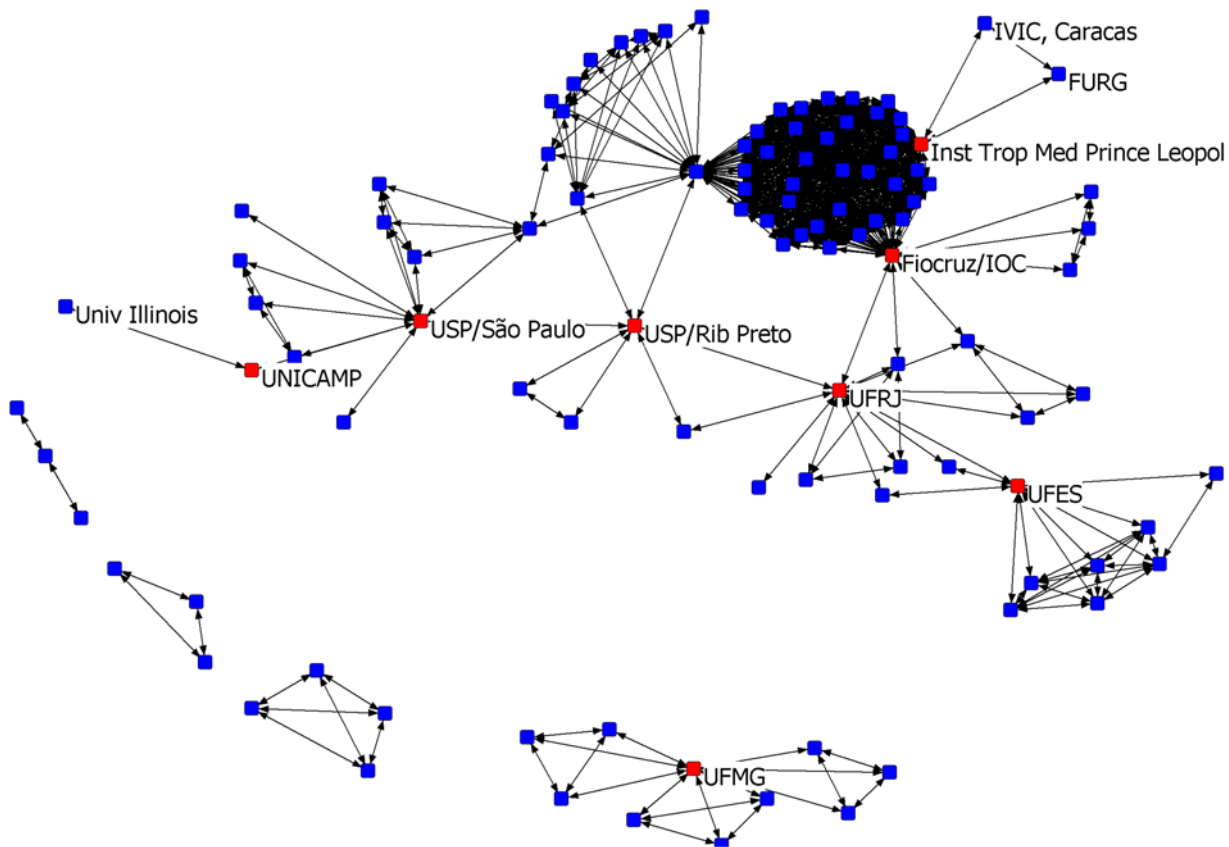 IVIC, Caracas
FURG
Inst Trop Med Prince Leopol
Fiocruz/IOC
Univ Illinois
USP/São Paulo
USP/Rib Preto
UNICAMP
UFRJ
UFES
UFMG